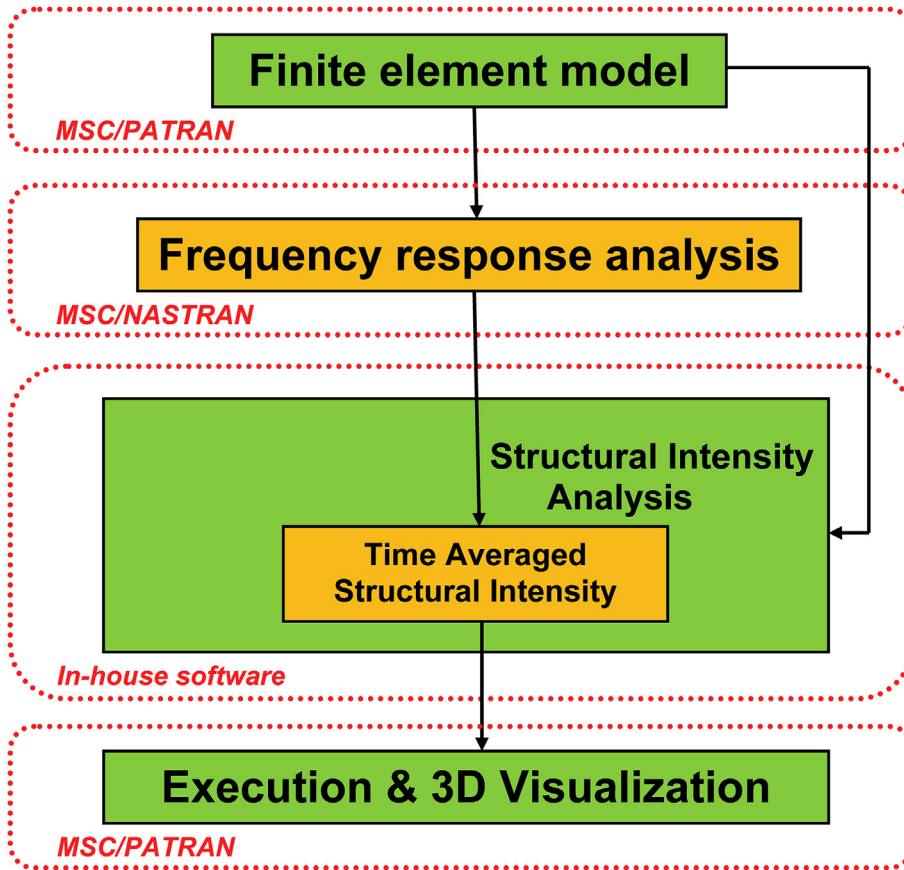 Finite element model
MSC/PATRAN
Frequency response analysis
MSC/NASTRAN
Structural Intensity
Analysis
Time Averaged
Structural Intensity
In-house software
Execution & 3D Visualization
MSC/PATRAN